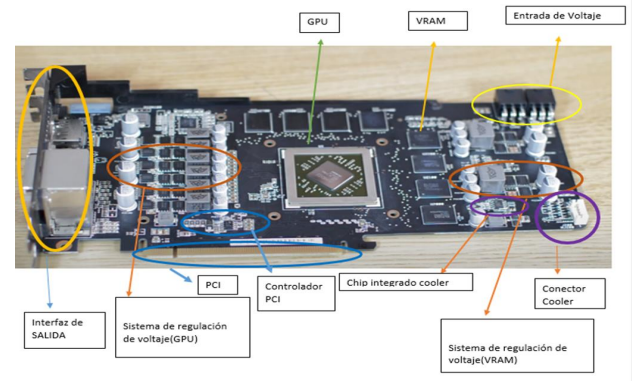 GPU
VRAM
Entrada de Voltaje
PCI
Controlador
PCI
Chip integrado cooler
Conector
Cooler
Interfaz de
SALIDA
Sistema de regulación
de voltaje(GPU)
Sistema de regulación de
voltaje(VRAM)